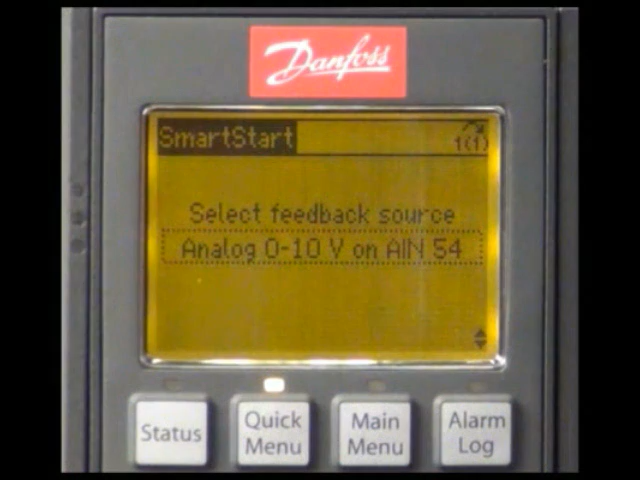 Danfoss
SmartStart
1(1)
Select feedback source
Analog 0-10 V on AIN 54
Status
Quick Menu
Main Menu
Alarm Log